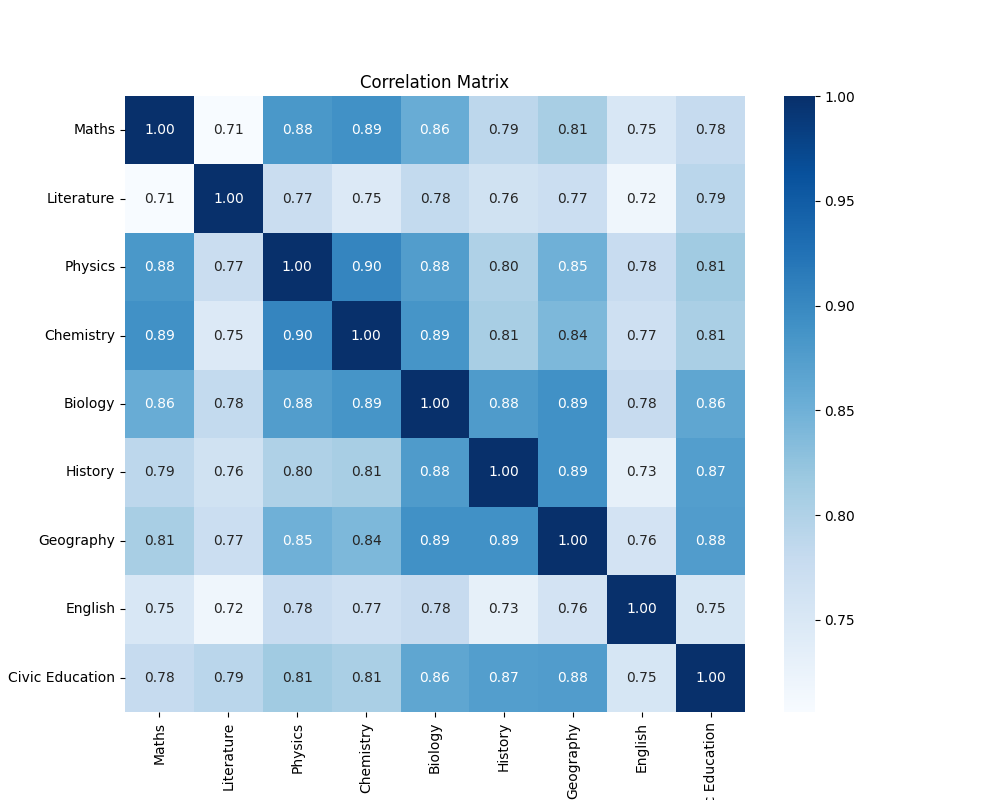 Correlation Matrix
Maths 1.00 0.71 0.88 0.89 0.86 0.79 0.81 0.75 0.78
Literature 0.71 1.00 0.77 0.75 0.78 0.76 0.77 0.72 0.79
Physics 0.88 0.77 1.00 0.90 0.88 0.80 0.85 0.78 0.81
Chemistry 0.89 0.75 0.90 1.00 0.89 0.81 0.84 0.77 0.81
Biology 0.86 0.78 0.88 0.89 1.00 0.88 0.89 0.78 0.86
History 0.79 0.76 0.80 0.81 0.88 1.00 0.89 0.73 0.87
Geography 0.81 0.77 0.85 0.84 0.89 0.89 1.00 0.76 0.88
English 0.75 0.72 0.78 0.77 0.78 0.73 0.76 1.00 0.75
Civic Education 0.78 0.79 0.81 0.81 0.86 0.87 0.88 0.75 1.00
Maths
Literature
Physics
Chemistry
Biology
History
Geography
English
Education
1.00
0.95
0.90
0.85
0.80
0.75